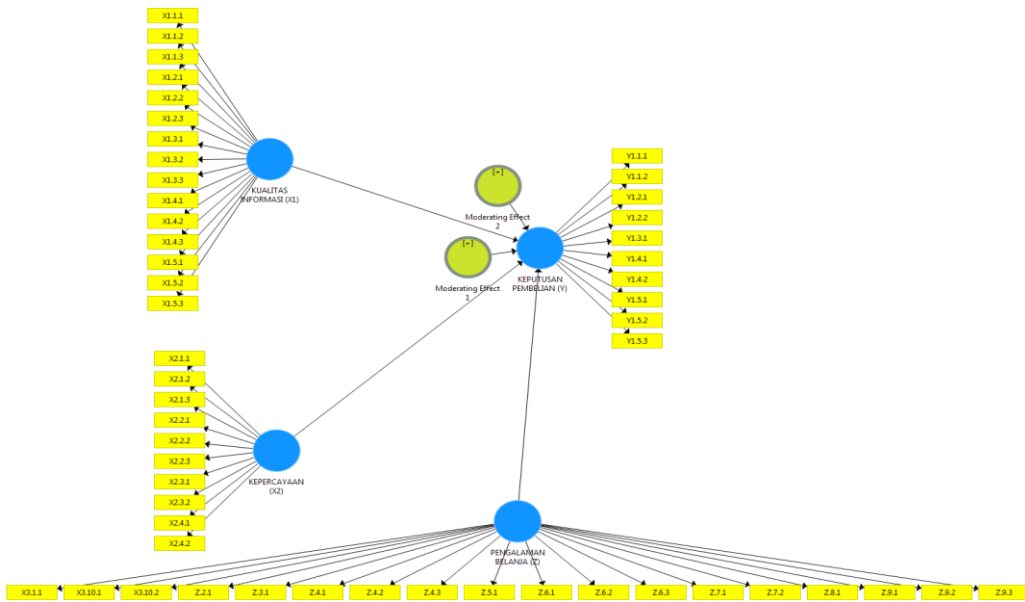 X1.1.1
X1.1.2
X1.1.3
X1.2.1
X1.2.2
X1.2.3
X1.3.1
X1.3.2
X1.3.3
X1.4.1
X1.4.2
X1.4.3
X1.5.1
X1.5.2
X1.5.3
KUALITAS
INFORMASI (X1)
[+]
Moderating Effect
2
[+]
Moderating Effect
1
KEPUTUSAN
PEMBELIAN (Y)
Y1.1.1
Y1.1.2
Y1.2.1
Y1.2.2
Y1.3.1
Y1.4.1
Y1.4.2
Y1.5.1
Y1.5.2
Y1.5.3
X2.1.1
X2.1.2
X2.1.3
X2.2.1
X2.2.2
X2.2.3
X2.3.1
X2.3.2
X2.4.1
X2.4.2
KEPERCAYAAN
(X2)
PENGALAMAN
BELANJA (Z)
X3.1.1
X3.10.1
X3.10.2
Z.2.1
Z.3.1
Z.4.1
Z.4.2
Z.4.3
Z.5.1
Z.6.1
Z.6.2
Z.6.3
Z.7.1
Z.7.2
Z.8.1
Z.9.1
Z.9.2
Z.9.3